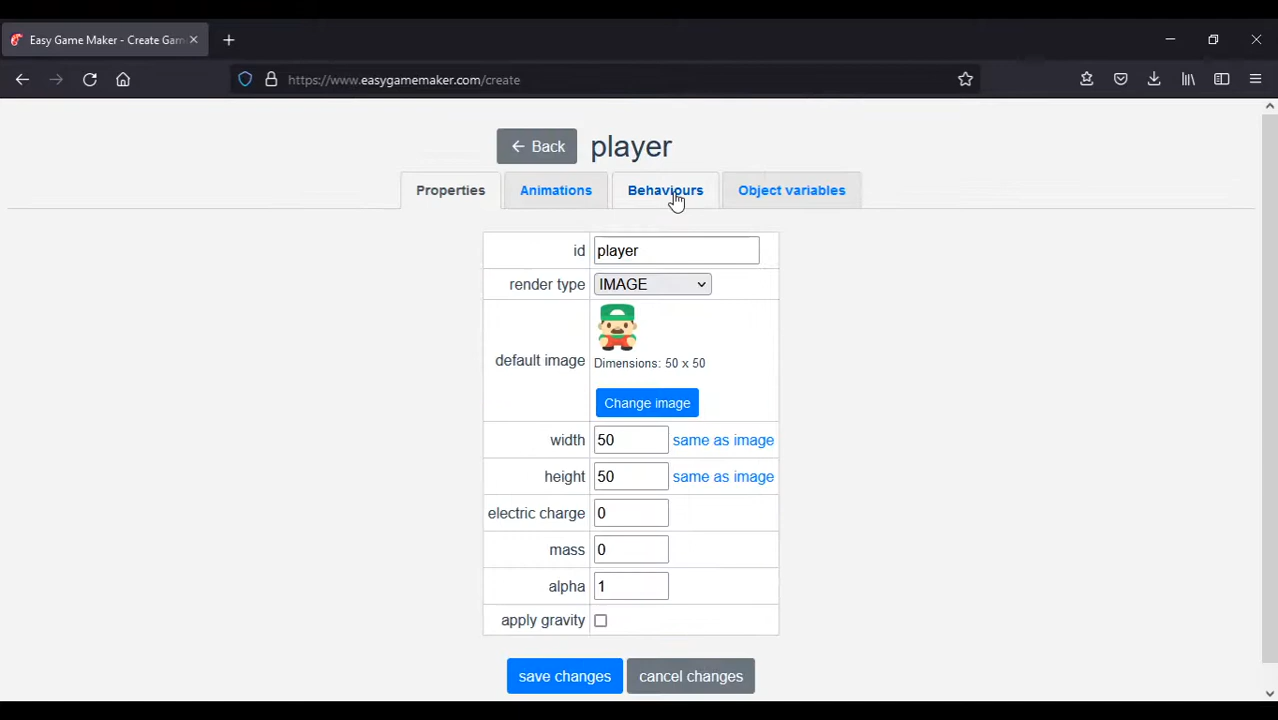 Easy Game Maker - Create Gam
https://www.easygamemaker.com/create
Back
player
Properties
Animations
Behaviours
Object variables
id
player
render type
IMAGE
default image
Dimensions: 50 x 50
Change image
width
50
same as image
height
50
same as image
electric charge
0
mass
0
alpha
1
apply gravity
save changes
cancel changes